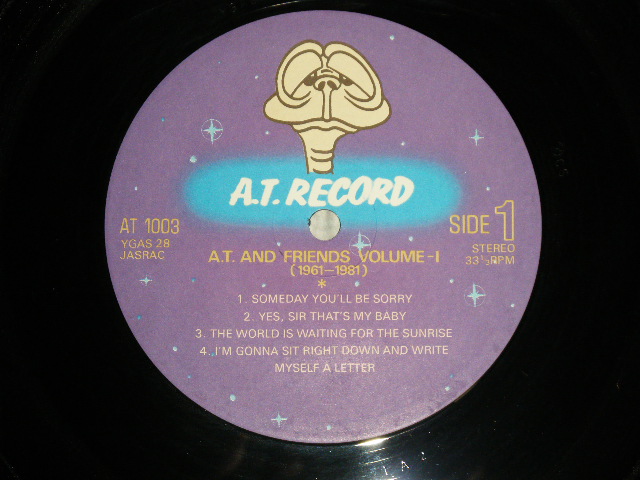 A.T. RECORD
AT 1003
SIDE 1
YGAS 28
JASRAC
STEREO
33⅓RPM
A.T. AND FRIENDS VOLUME-I
(1961-1981)
*
1. SOMEDAY YOU'LL BE SORRY
2. YES, SIR THAT'S MY BABY
3. THE WORLD IS WAITING FOR THE SUNRISE
4. I'M GONNA SIT RIGHT DOWN AND WRITE
MYSELF A LETTER